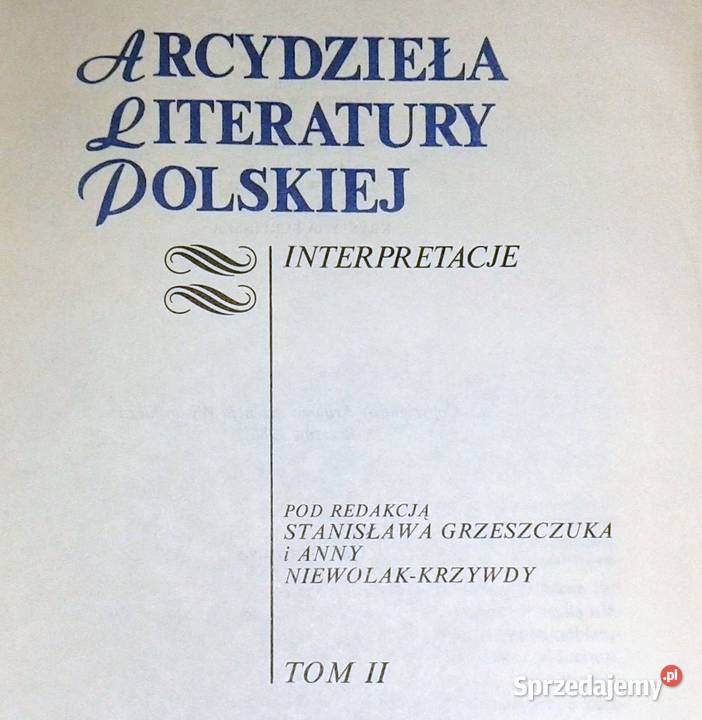 ARCYDZIEŁA
LITERATURY
POLSKIEJ
INTERPRETACJE
POD REDAKCJĄ
STANISŁAWA GRZESZCZUKA
i ANNY
NIEWOLAK-KRZYWDY
TOM II
Sprzedajemy.pl